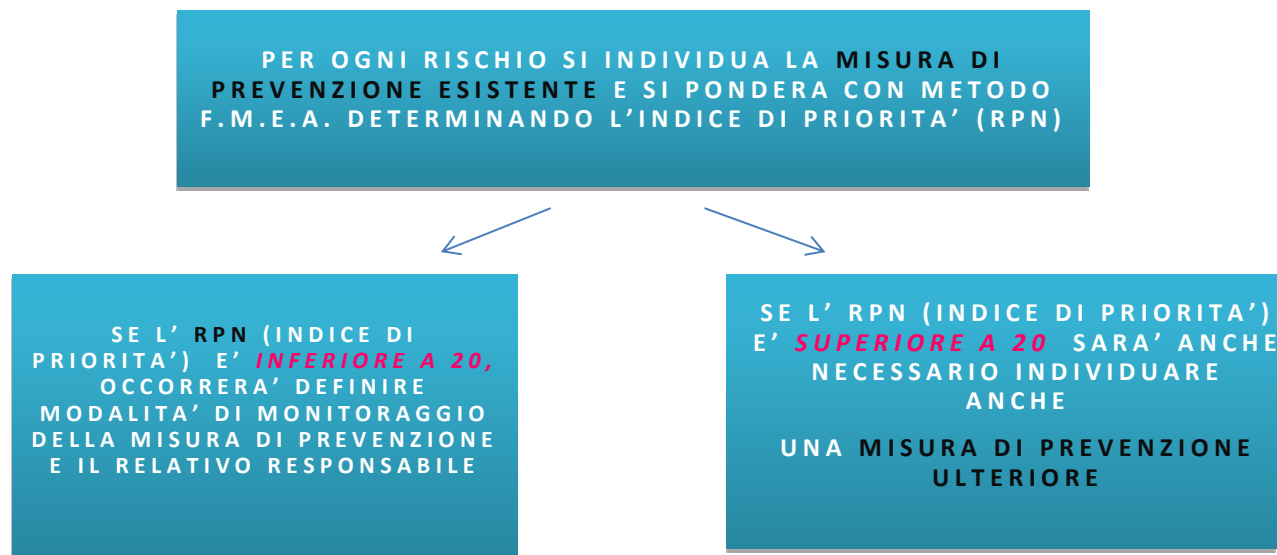 PER OGNI RISCHIO SI INDIVIDUA LA MISURA DI
PREVENZIONE ESISTENTE E SI PONDERA CON METODO
F.M.E.A. DETERMINANDO L’INDICE DI PRIORITA’ (RPN)
SE L’ RPN (INDICE DI
PRIORITA’) E’ INFERIORE A 20,
OCCORRERA’ DEFINIRE
MODALITA’ DI MONITORAGGIO
DELLA MISURA DI PREVENZIONE
E IL RELATIVO RESPONSABILE
SE L’ RPN (INDICE DI PRIORITA’)
E’ SUPERIORE A 20 SARA’ ANCHE
NECESSARIO INDIVIDUARE
ANCHE
UNA MISURA DI PREVENZIONE
ULTERIORE